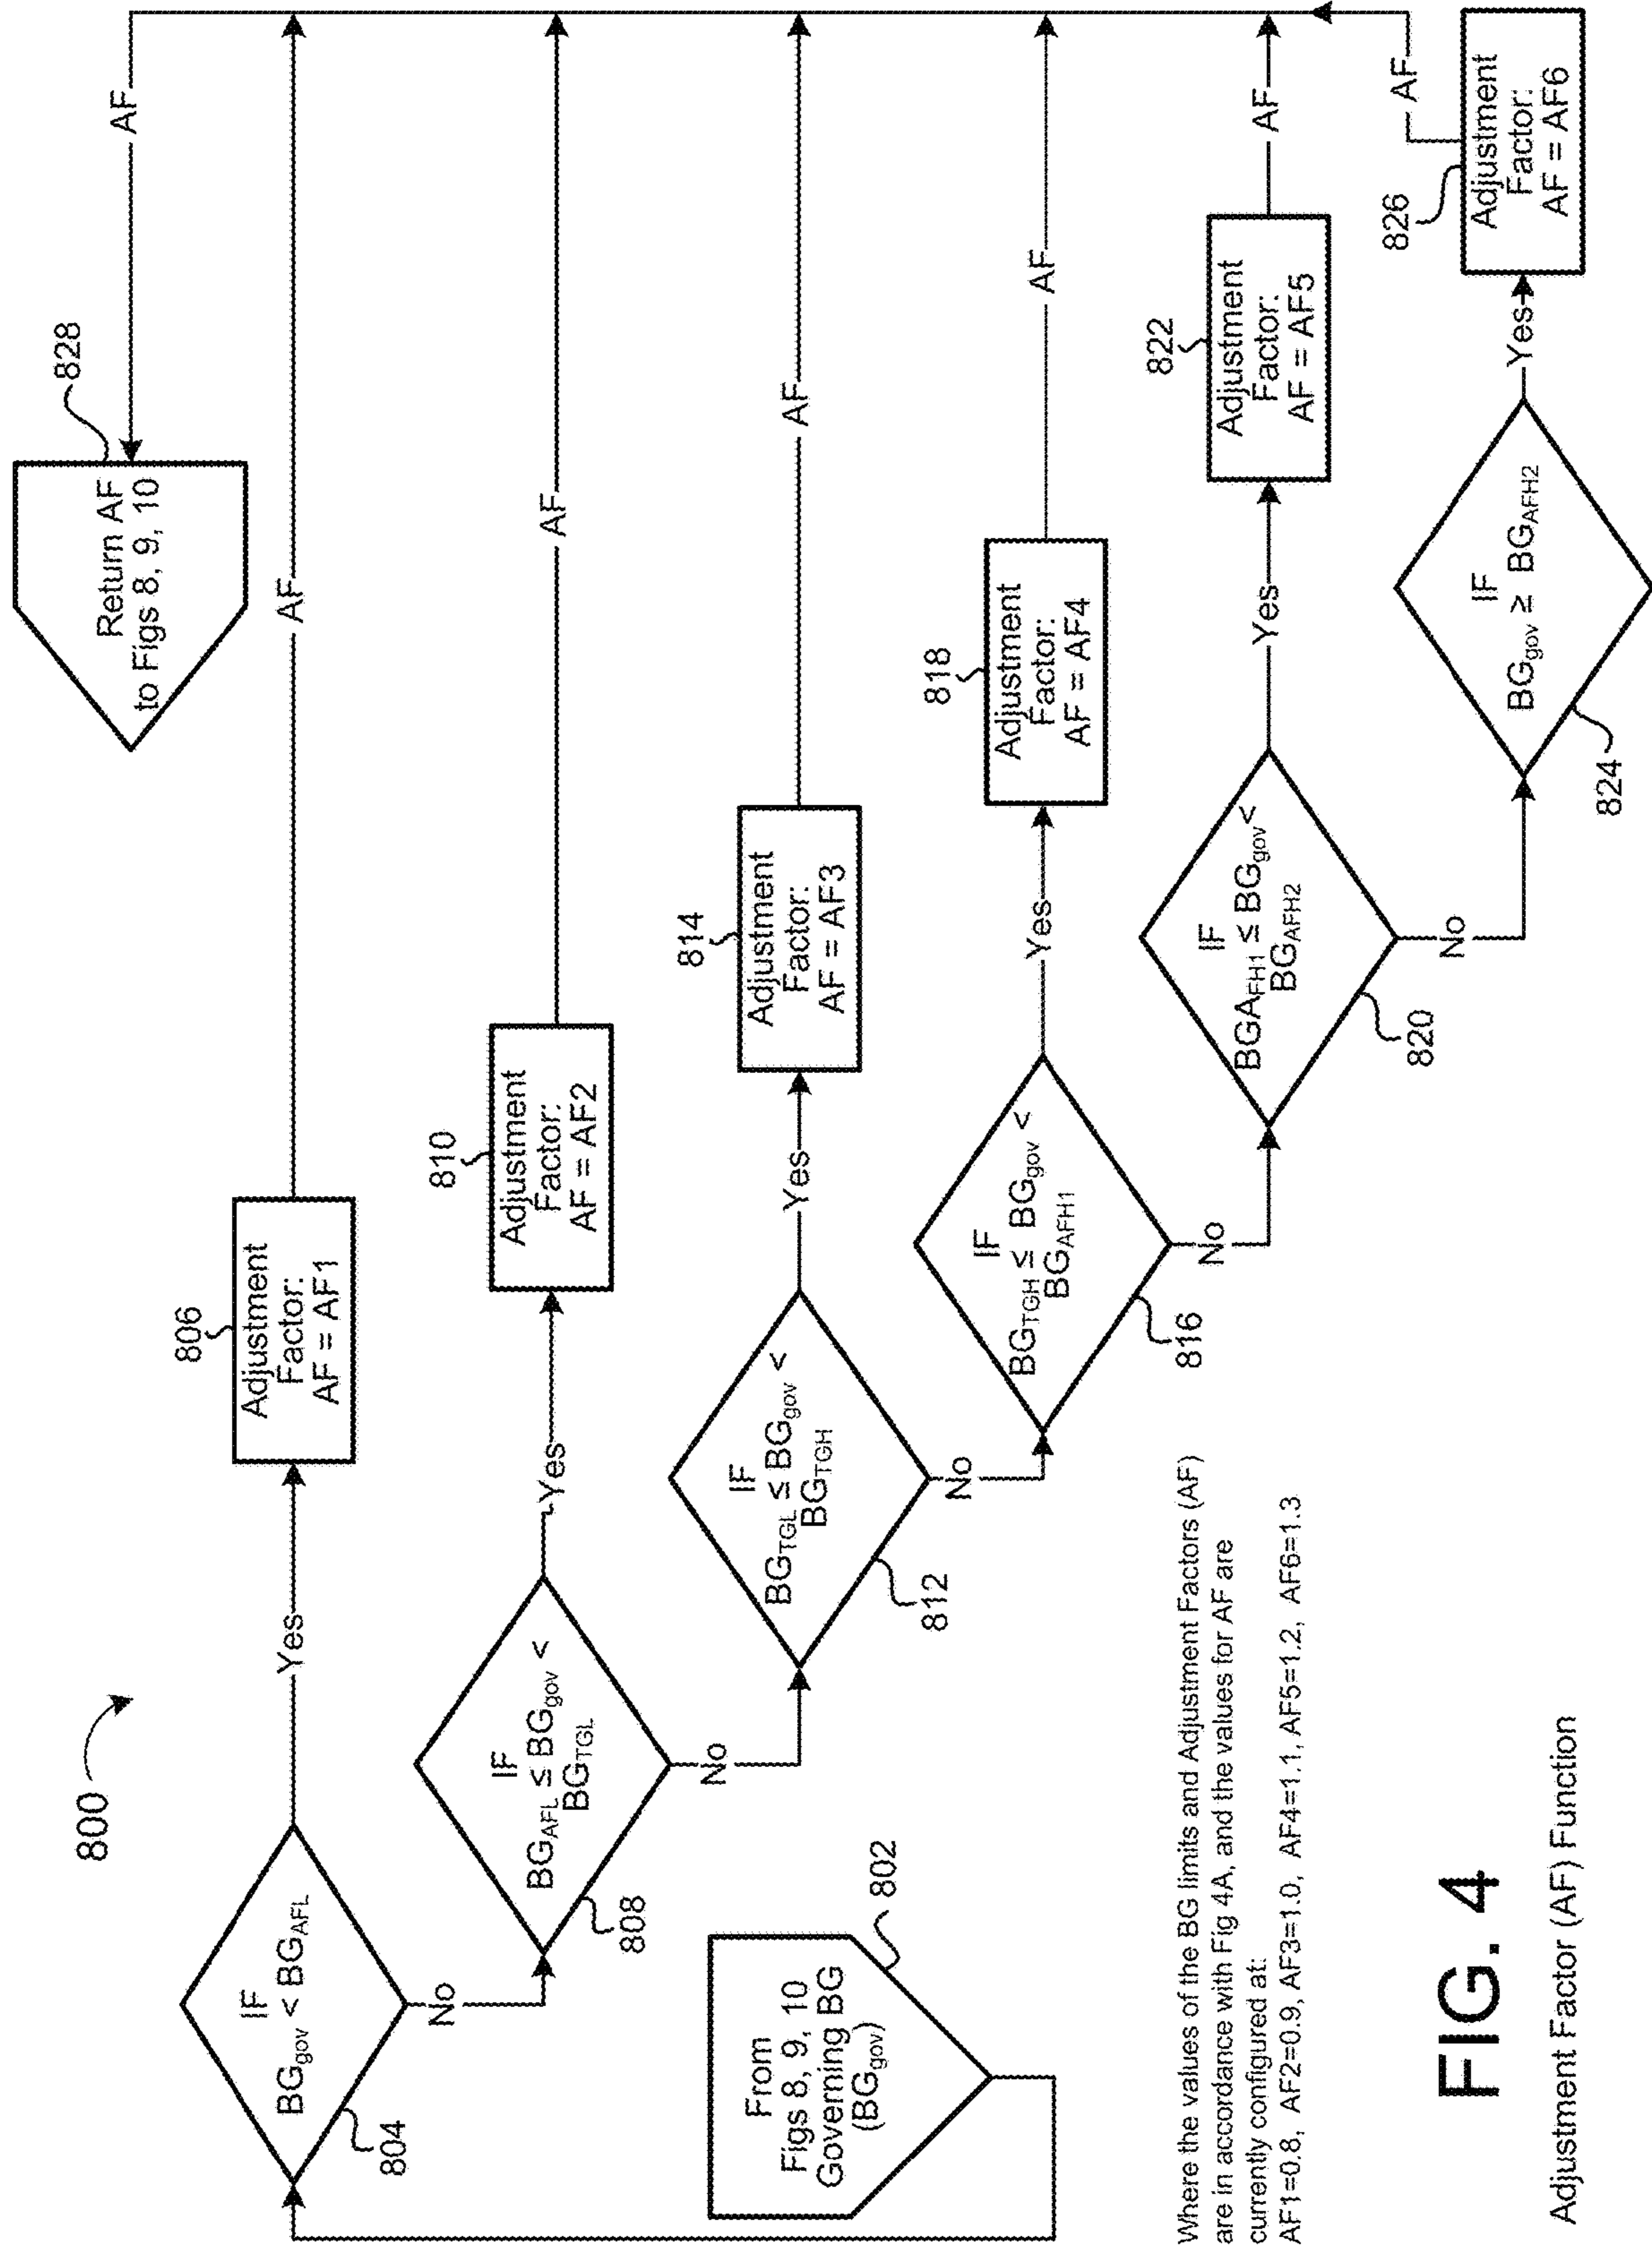 800
828
Return AF
to Figs 8, 9, 10
AF
IF
BGgov < BGAFL
804
Yes
806
Adjustment
Factor:
AF = AF1
AF
No
IF
BGAFL ≤ BGgov <
BGTGL
808
Yes
810
Adjustment
Factor:
AF = AF2
AF
No
From
Figs 8, 9, 10
Governing BG
(BGgov)
802
IF
BGTGL ≤ BGgov <
BGTGH
812
Yes
814
Adjustment
Factor:
AF = AF3
AF
No
IF
BGTGH ≤ BGgov <
BGAFH1
816
Yes
818
Adjustment
Factor:
AF = AF4
AF
No
IF
BGAFH1 ≤ BGgov<
BGAFH2
820
Yes
822
Adjustment
Factor:
AF = AF5
AF
No
IF
BGgov ≥ BGAFH2
824
Yes
826
Adjustment
Factor:
AF = AF6
AF
Where the values of the BG limits and Adjustment Factors (AF)
are in accordance with Fig 4A, and the values for AF are
currently configured at:
AF1=0.8, AF2=0.9, AF3=1.0, AF4=1.1, AF5=1.2, AF6=1.3
FIG. 4
Adjustment Factor (AF) Function